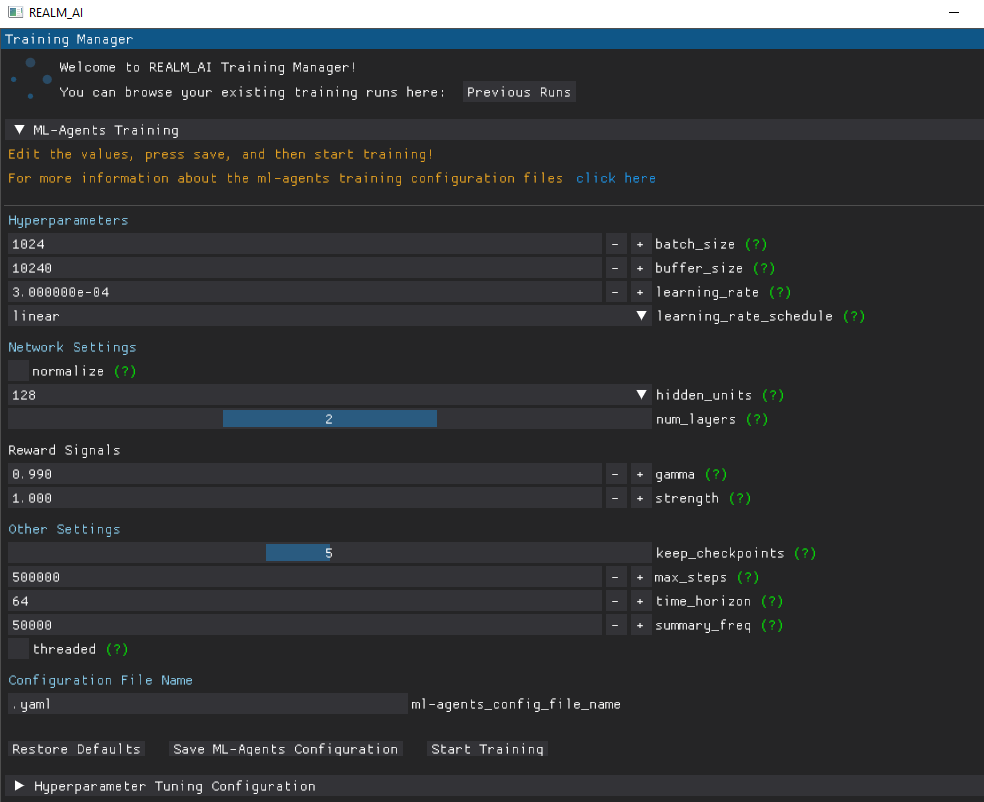 REALM_AI
Training Manager
Welcome to REALM_AI Training Manager!
You can browse your existing training runs here: Previous Runs
ML-Agents Training
Edit the values, press save, and then start training!
For more information about the ml-agents training configuration files click here
Hyperparameters
1024 - + batch_size (?)
10240 - + buffer_size (?)
3.000000e-04 - + learning_rate (?)
linear learning_rate_schedule (?)
Network Settings
normalize (?)
128 hidden_units (?)
2 num_layers (?)
Reward Signals
0.990 - + gamma (?)
1.000 - + strength (?)
Other Settings
5 keep_checkpoints (?)
500000 - + max_steps (?)
64 - + time_horizon (?)
50000 - + summary_freq (?)
threaded (?)
Configuration File Name
.yaml ml-agents_config_file_name
Restore Defaults Save ML-Agents Configuration Start Training
Hyperparameter Tuning Configuration